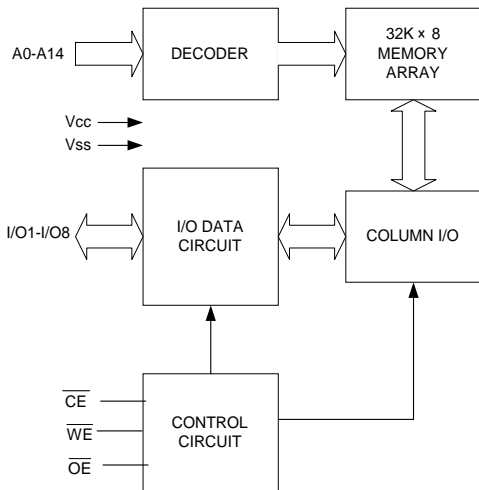 A0-A14
DECODER
32K x 8
MEMORY
ARRAY
Vcc
Vss
I/O1-I/O8
I/O DATA
CIRCUIT
COLUMN I/O
CE
WE
OE
CONTROL
CIRCUIT